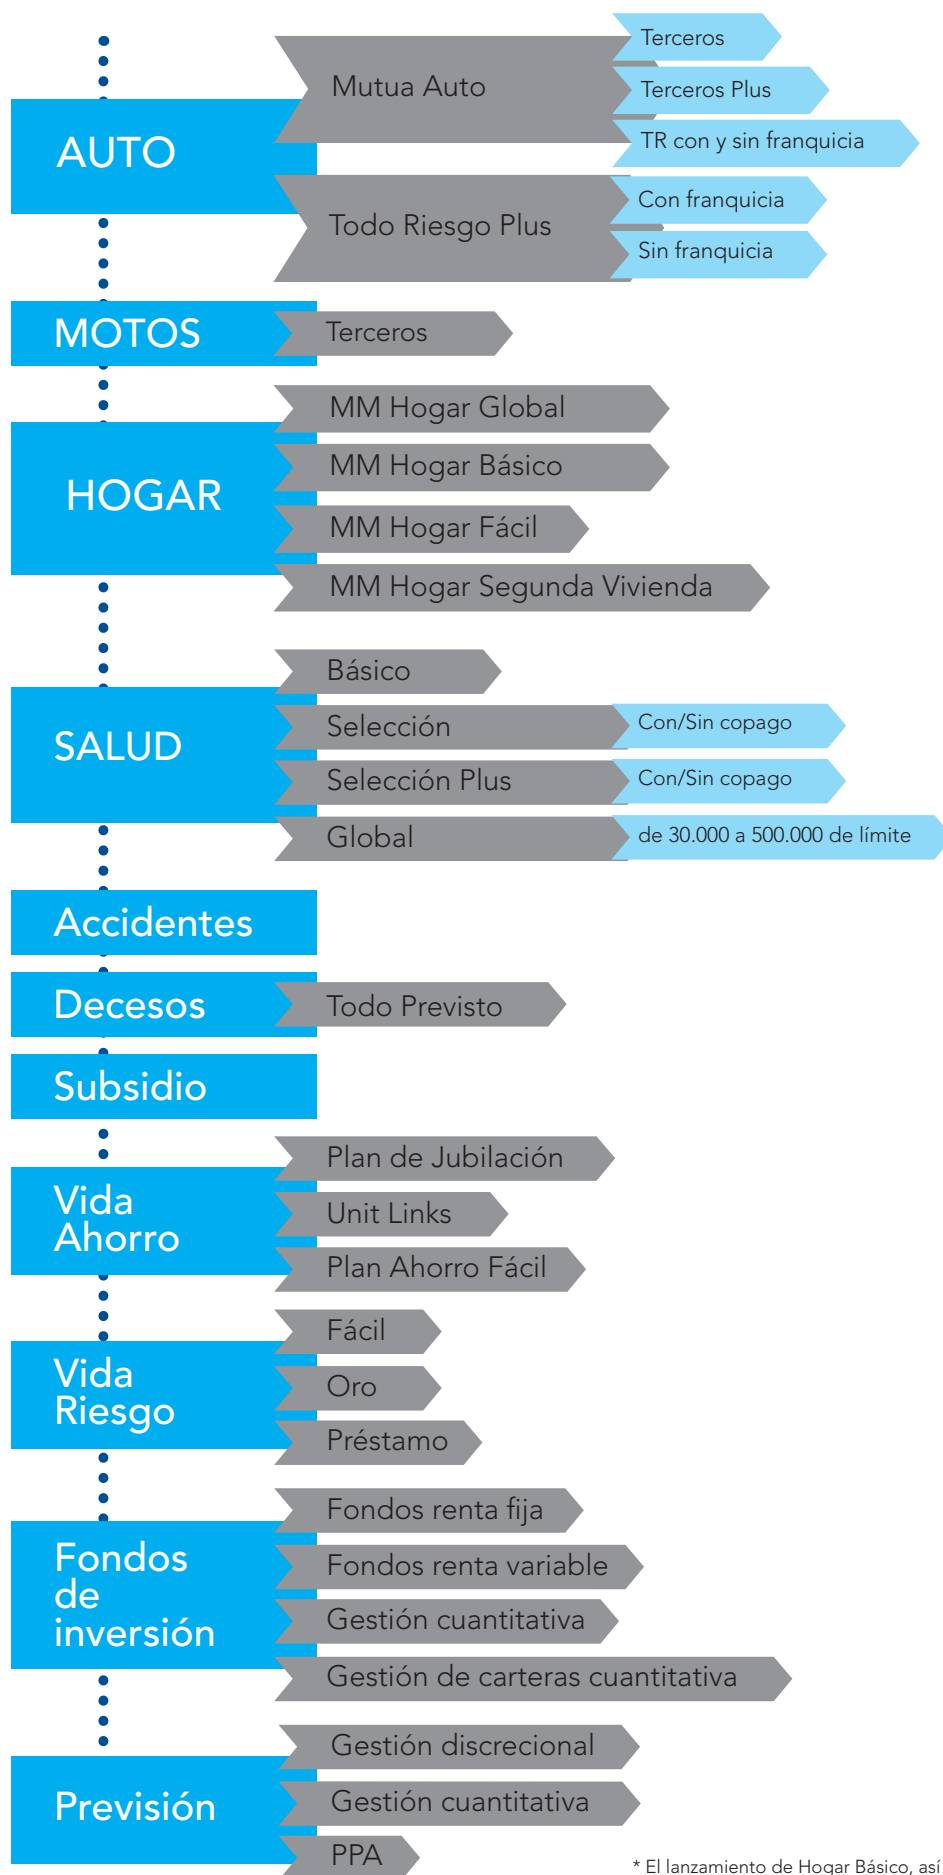 AUTO
Mutua Auto
Terceros
Terceros Plus
TR con y sin franquicia
Todo Riesgo Plus
Con franquicia
Sin franquicia
MOTOS
Terceros
HOGAR
MM Hogar Global
MM Hogar Básico
MM Hogar Fácil
MM Hogar Segunda Vivienda
SALUD
Básico
Selección
Con/Sin copago
Selección Plus
Con/Sin copago
Global
de 30.000 a 500.000 de límite
Accidentes
Decesos
Todo Previsto
Subsidio
Vida
Ahorro
Plan de Jubilación
Unit Links
Plan Ahorro Fácil
Vida
Riesgo
Fácil
Oro
Préstamo
Fondos
de
inversión
Fondos renta fija
Fondos renta variable
Gestión cuantitativa
Gestión de carteras cuantitativa
Previsión
Gestión discrecional
Gestión cuantitativa
PPA
* El lanzamiento de Hogar Básico, así